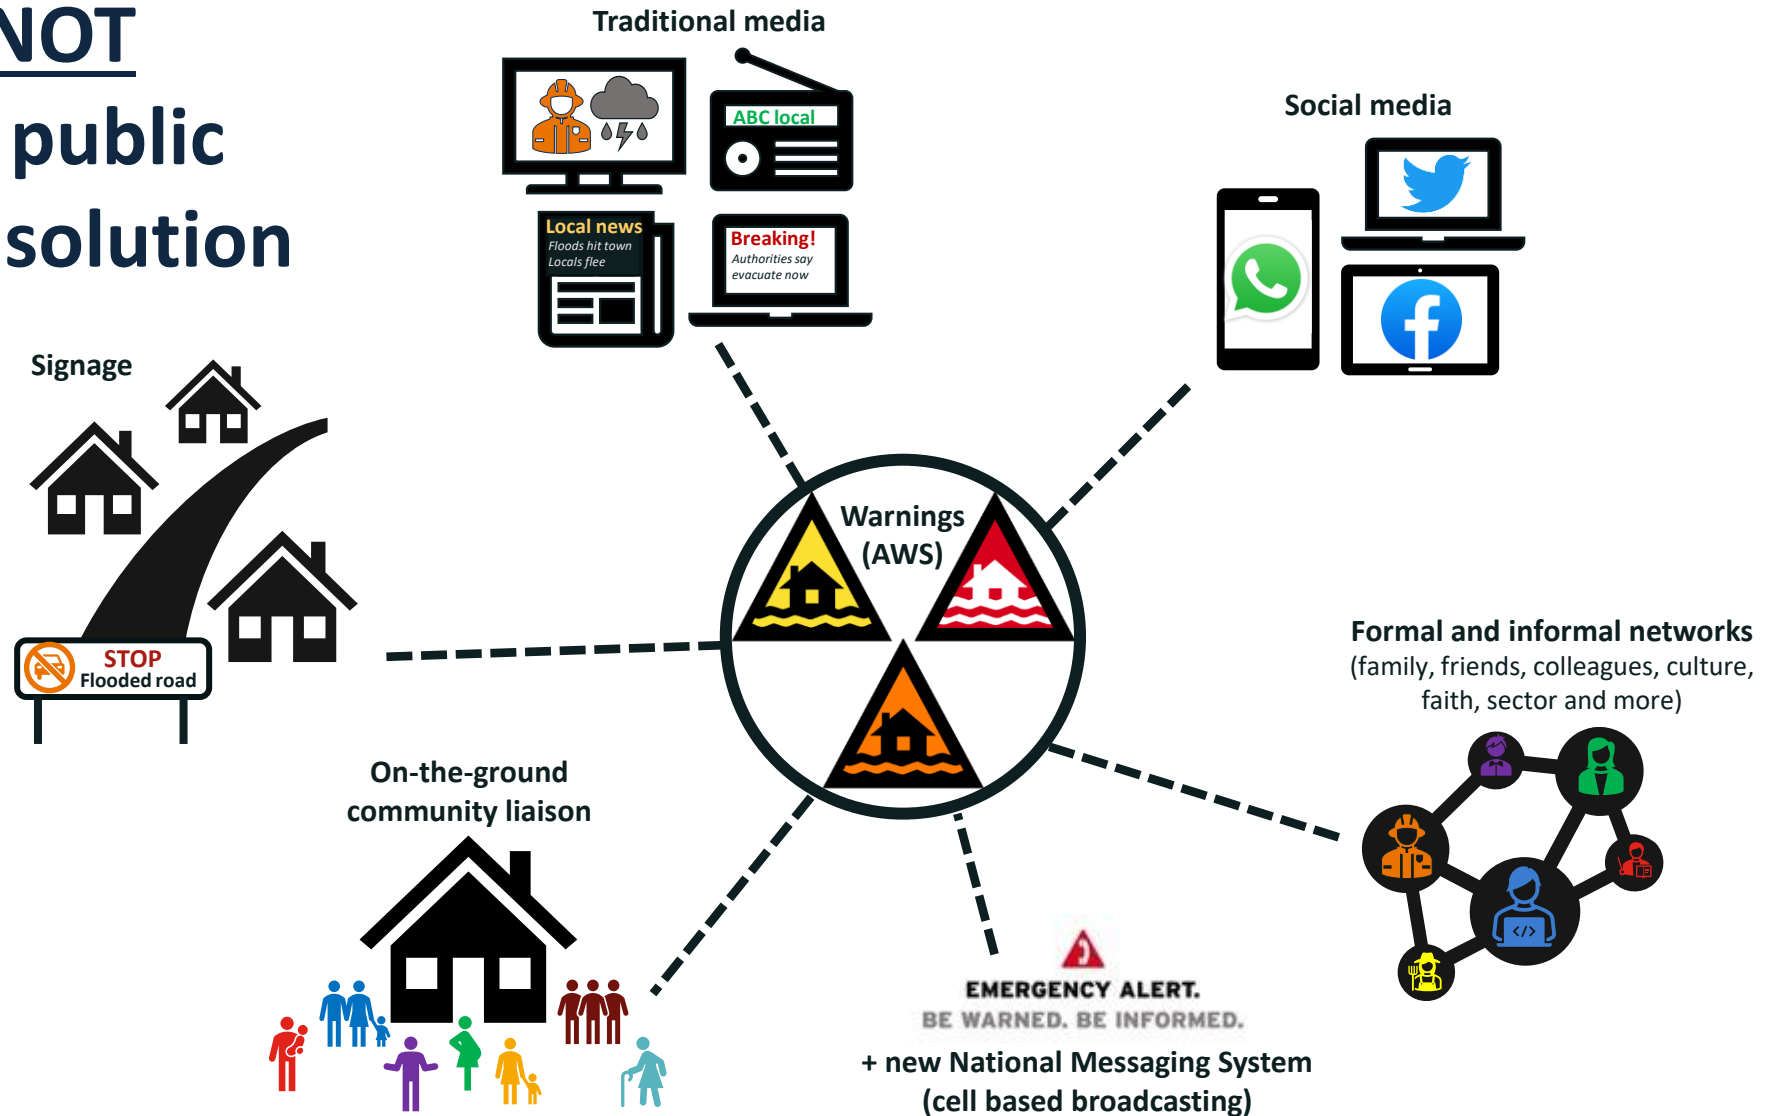 NOT
public
solution
Traditional media
ABC local
Local news
Floods hit town
Locals flee
Breaking!
Authorities say
evacuate now
Social media
Signage
STOP
Flooded road
Warnings
(AWS)
Formal and informal networks
(family, friends, colleagues, culture,
faith, sector and more)
On-the-ground
community liaison
</>
EMERGENCY ALERT.
BE WARNED. BE INFORMED.
+ new National Messaging System
(cell based broadcasting)